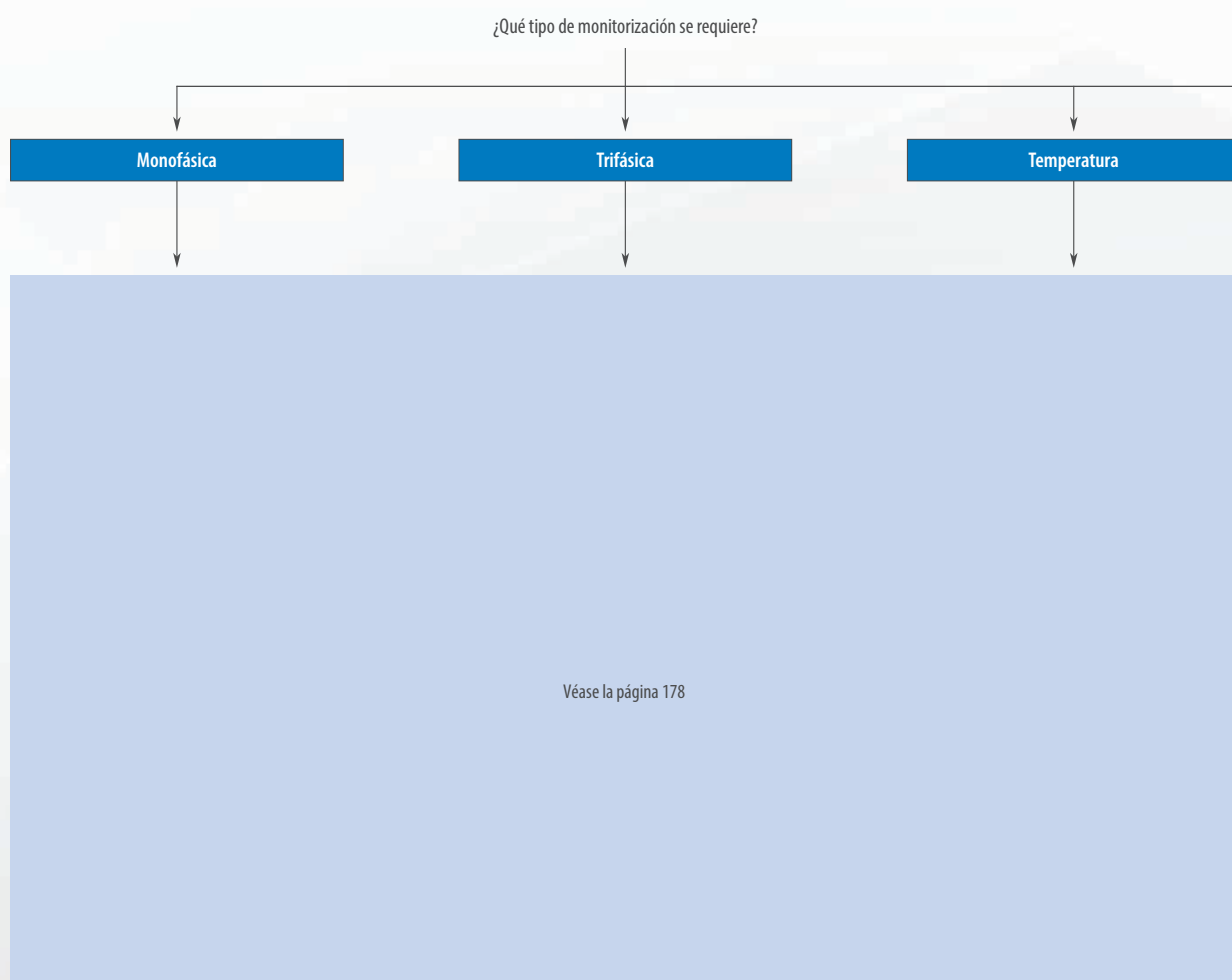 ¿Qué tipo de monitorización se requiere?
Monofásica
Trifásica
Temperatura
Véase la página 178